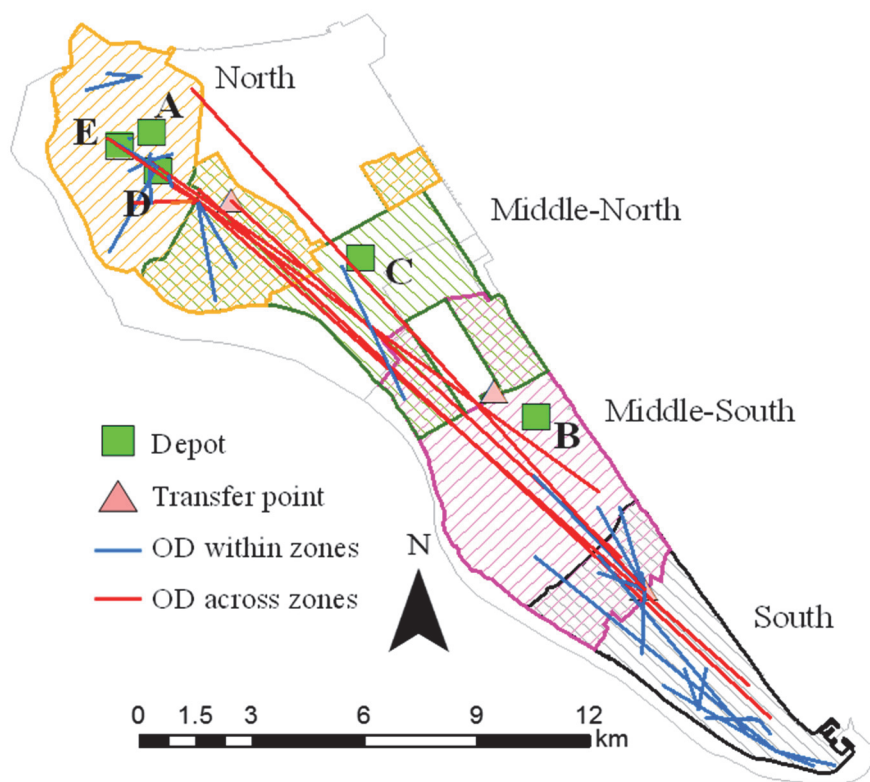 North
A
E
D
Middle-North
C
Middle-South
B
Depot
Transfer point
OD within zones
OD across zones
N
South
0 1.5 3 6 9 12
km